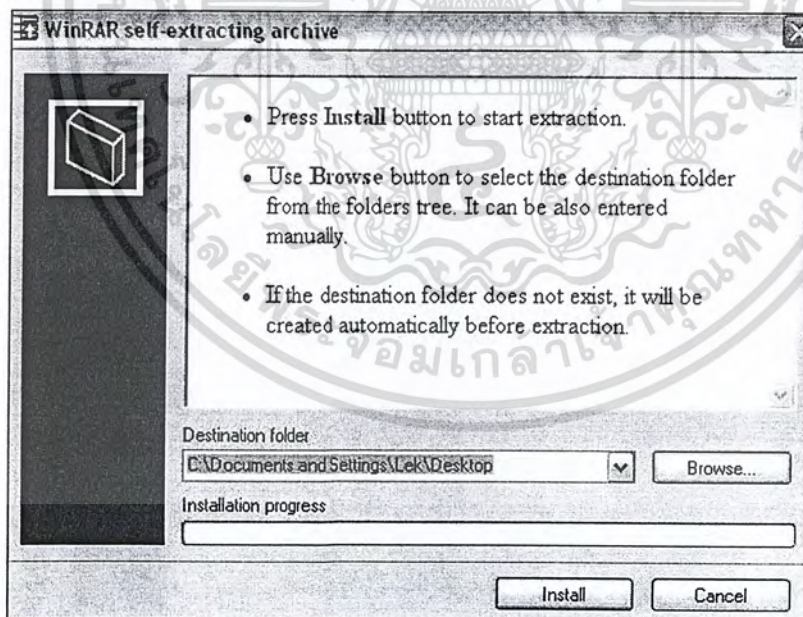 WinRAR self-extracting archive
• Press Install button to start extraction.
• Use Browse button to select the destination folder
from the folders tree. It can be also entered
manually.
• If the destination folder does not exist, it will be
created automatically before extraction.
Destination folder
C:\Documents and Settings\Lek\Desktop
Browse...
Installation progress
Install
Cancel